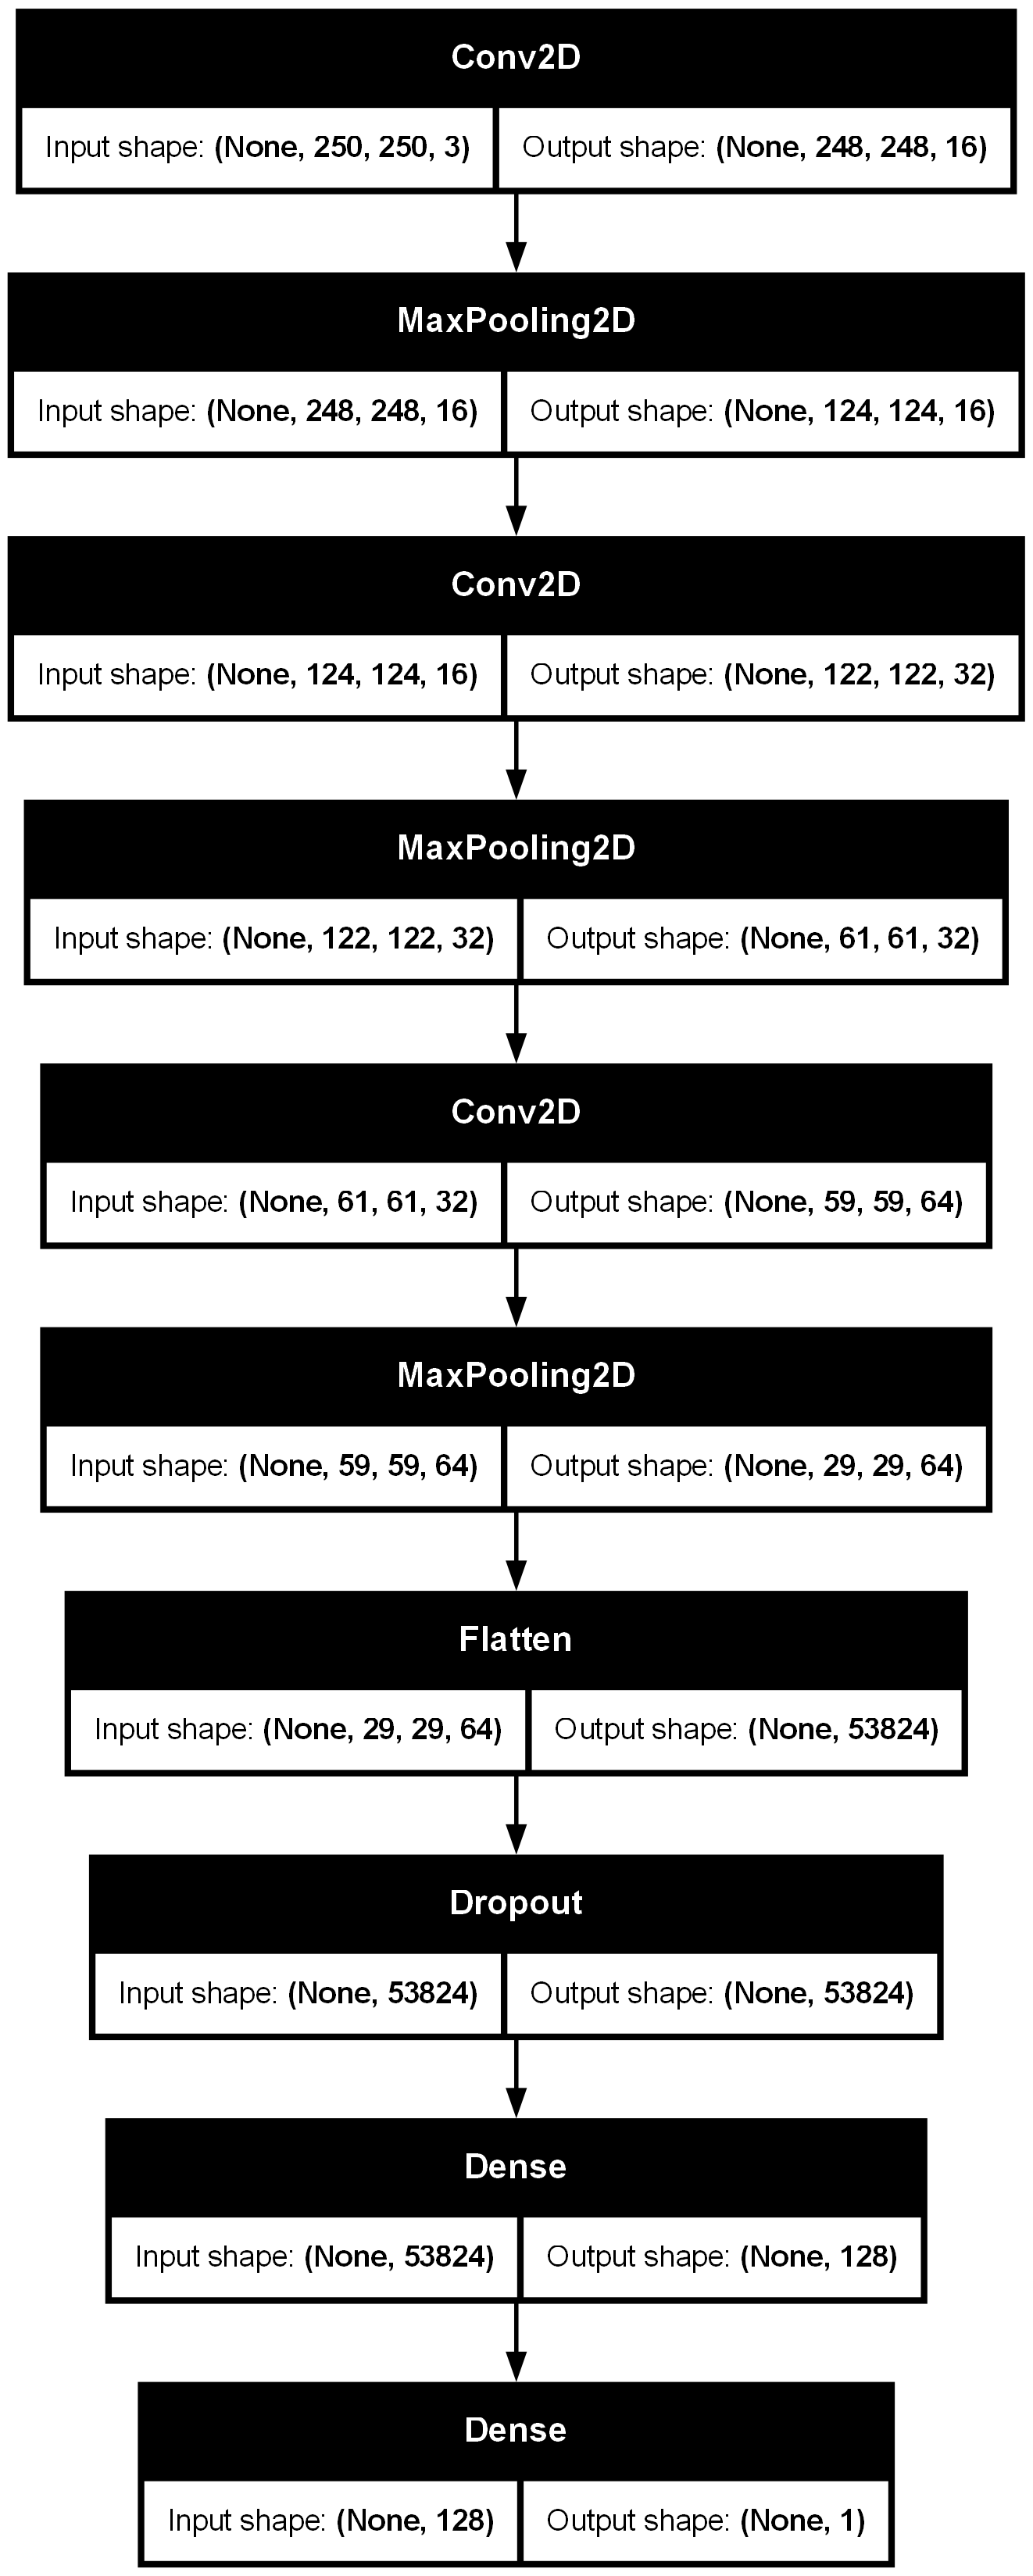 Conv2D
Input shape: (None, 250, 250, 3) Output shape: (None, 248, 248, 16)
MaxPooling2D
Input shape: (None, 248, 248, 16) Output shape: (None, 124, 124, 16)
Conv2D
Input shape: (None, 124, 124, 16) Output shape: (None, 122, 122, 32)
MaxPooling2D
Input shape: (None, 122, 122, 32) Output shape: (None, 61, 61, 32)
Conv2D
Input shape: (None, 61, 61, 32) Output shape: (None, 59, 59, 64)
MaxPooling2D
Input shape: (None, 59, 59, 64) Output shape: (None, 29, 29, 64)
Flatten
Input shape: (None, 29, 29, 64) Output shape: (None, 53824)
Dropout
Input shape: (None, 53824) Output shape: (None, 53824)
Dense
Input shape: (None, 53824) Output shape: (None, 128)
Dense
Input shape: (None, 128) Output shape: (None, 1)